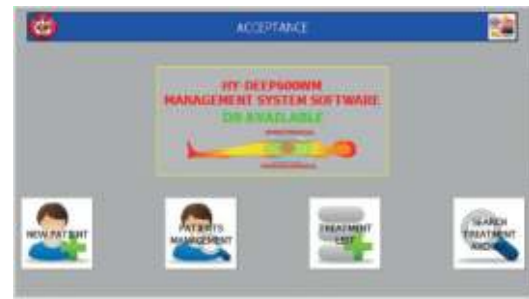 ACCEPTANCE
HY-DEEP600WM
MANAGEMENT SYSTEM SOFTWARE
DB AVAILABLE
NEW PATIENT
PATIENTS
MANAGEMENT
TREATMENT
LIST
SEARCH
TREATMENT